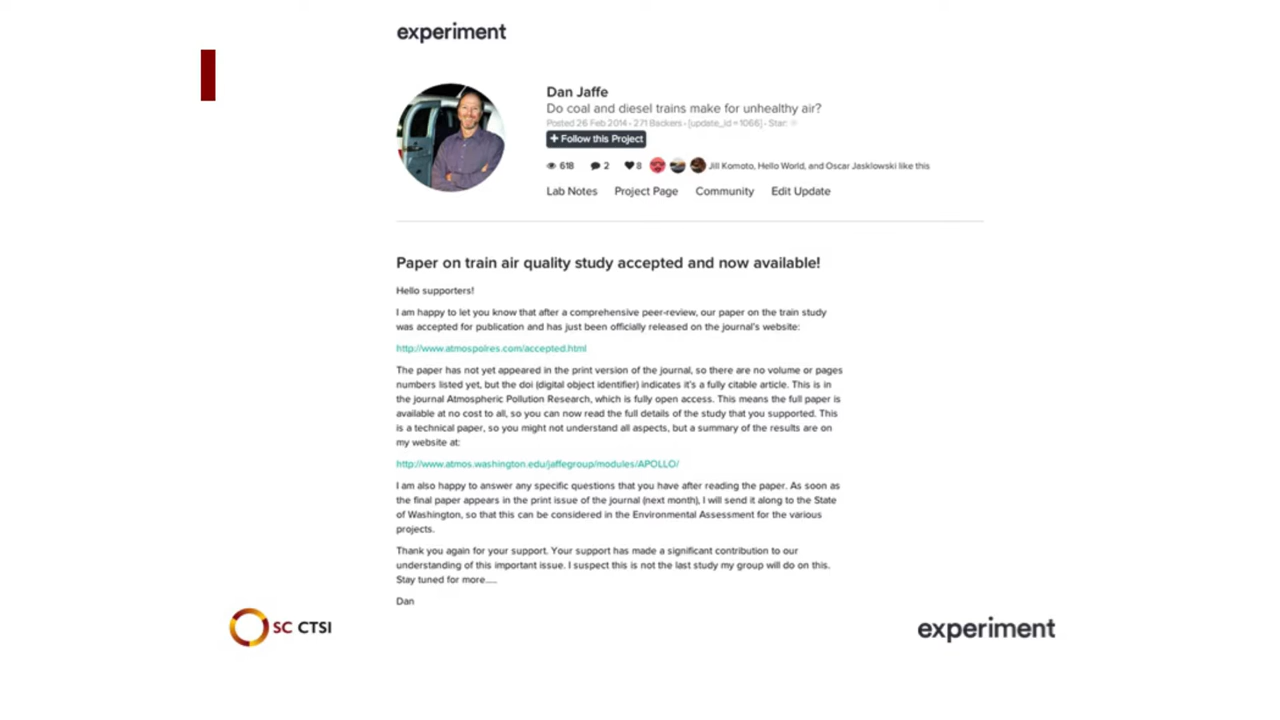 experiment
Dan Jaffe
Do coal and diesel trains make for unhealthy air?
Posted 26 Feb 2014 · 271 Backers · [update_id=1066] · Star:
+ Follow this Project
618 2 8 Jill Komoto, Hello World, and Oscar Jasklowski like this
Lab Notes Project Page Community Edit Update
Paper on train air quality study accepted and now available!
Hello supporters!
I am happy to let you know that after a comprehensive peer-review, our paper on the train study
was accepted for publication and has just been officially released on the journal's website:
http://www.atmospolres.com/accepted.html
The paper has not yet appeared in the print version of the journal, so there are no volume or pages
numbers listed yet, but the doi (digital object identifier) indicates it's a fully citable article. This is in
the journal Atmospheric Pollution Research, which is fully open access. This means the full paper is
available at no cost to all, so you can now read the full details of the study that you supported. This
is a technical paper, so you might not understand all aspects, but a summary of the results are on
my website at:
http://www.atmos.washington.edu/jaffegroup/modules/APOLLO/
I am also happy to answer any specific questions that you have after reading the paper. As soon as
the final paper appears in the print issue of the journal (next month), I will send it along to the State
of Washington, so that this can be considered in the Environmental Assessment for the various
projects.
Thank you again for your support. Your support has made a significant contribution to our
understanding of this important issue. I suspect this is not the last study my group will do on this.
Stay tuned for more.....
Dan
SC CTSI
experiment